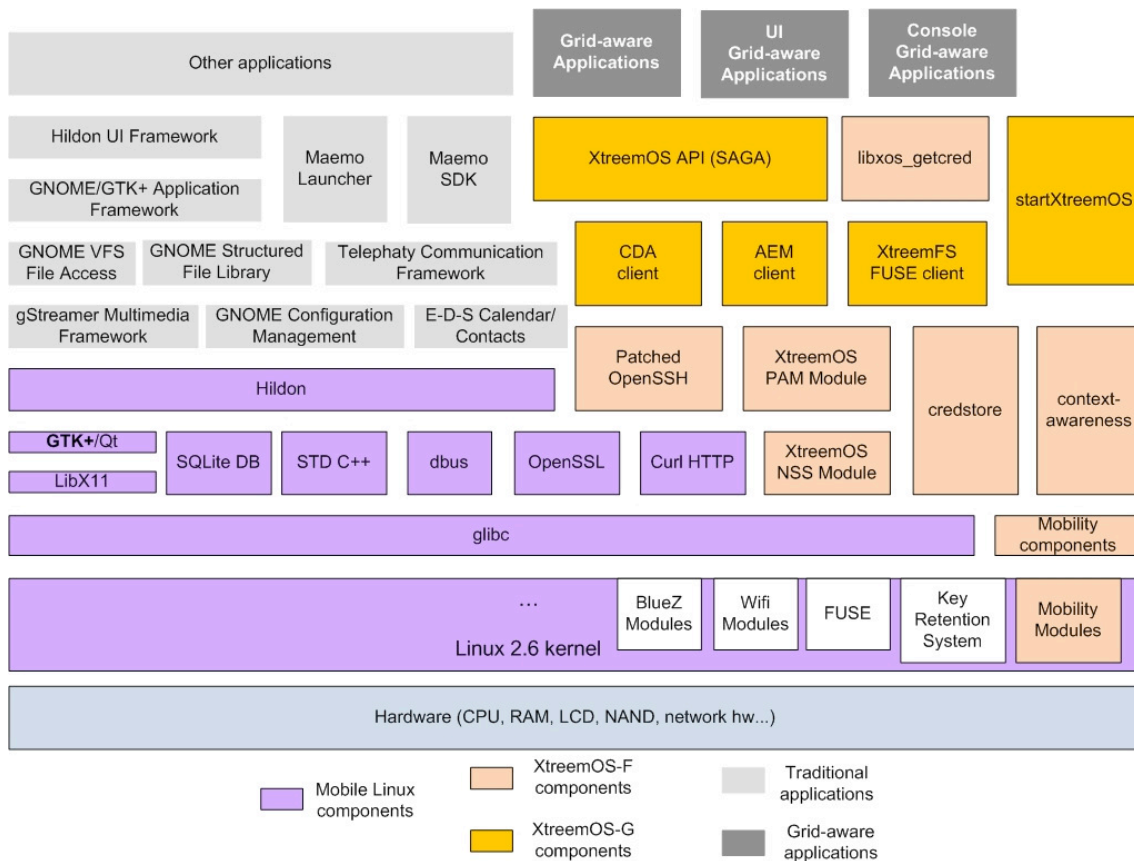 Other applications
Grid-aware
Applications
UI
Grid-aware
Applications
Console
Grid-aware
Applications
Hildon UI Framework
GNOME/GTK+ Application
Framework
Maemo
Launcher
Maemo
SDK
XtreemOS API (SAGA)
libxos_getcred
startXtreemOS
GNOME VFS
File Access
GNOME Structured
File Library
Telephaty Communication
Framework
CDA
client
AEM
client
XtreemFS
FUSE client
gStreamer Multimedia
Framework
GNOME Configuration
Management
E-D-S Calendar/
Contacts
Patched
OpenSSH
XtreemOS
PAM Module
credstore
context-
awareness
Hildon
GTK+/Qt
LibX11
SQLite DB
STD C++
dbus
OpenSSL
Curl HTTP
XtreemOS
NSS Module
glibc
Mobility
components
...
Linux 2.6 kernel
BlueZ
Modules
Wifi
Modules
FUSE
Key
Retention
System
Mobility
Modules
Hardware (CPU, RAM, LCD, NAND, network hw...)
Mobile Linux
components
XtreemOS-F
components
XtreemOS-G
components
Traditional
applications
Grid-aware
applications